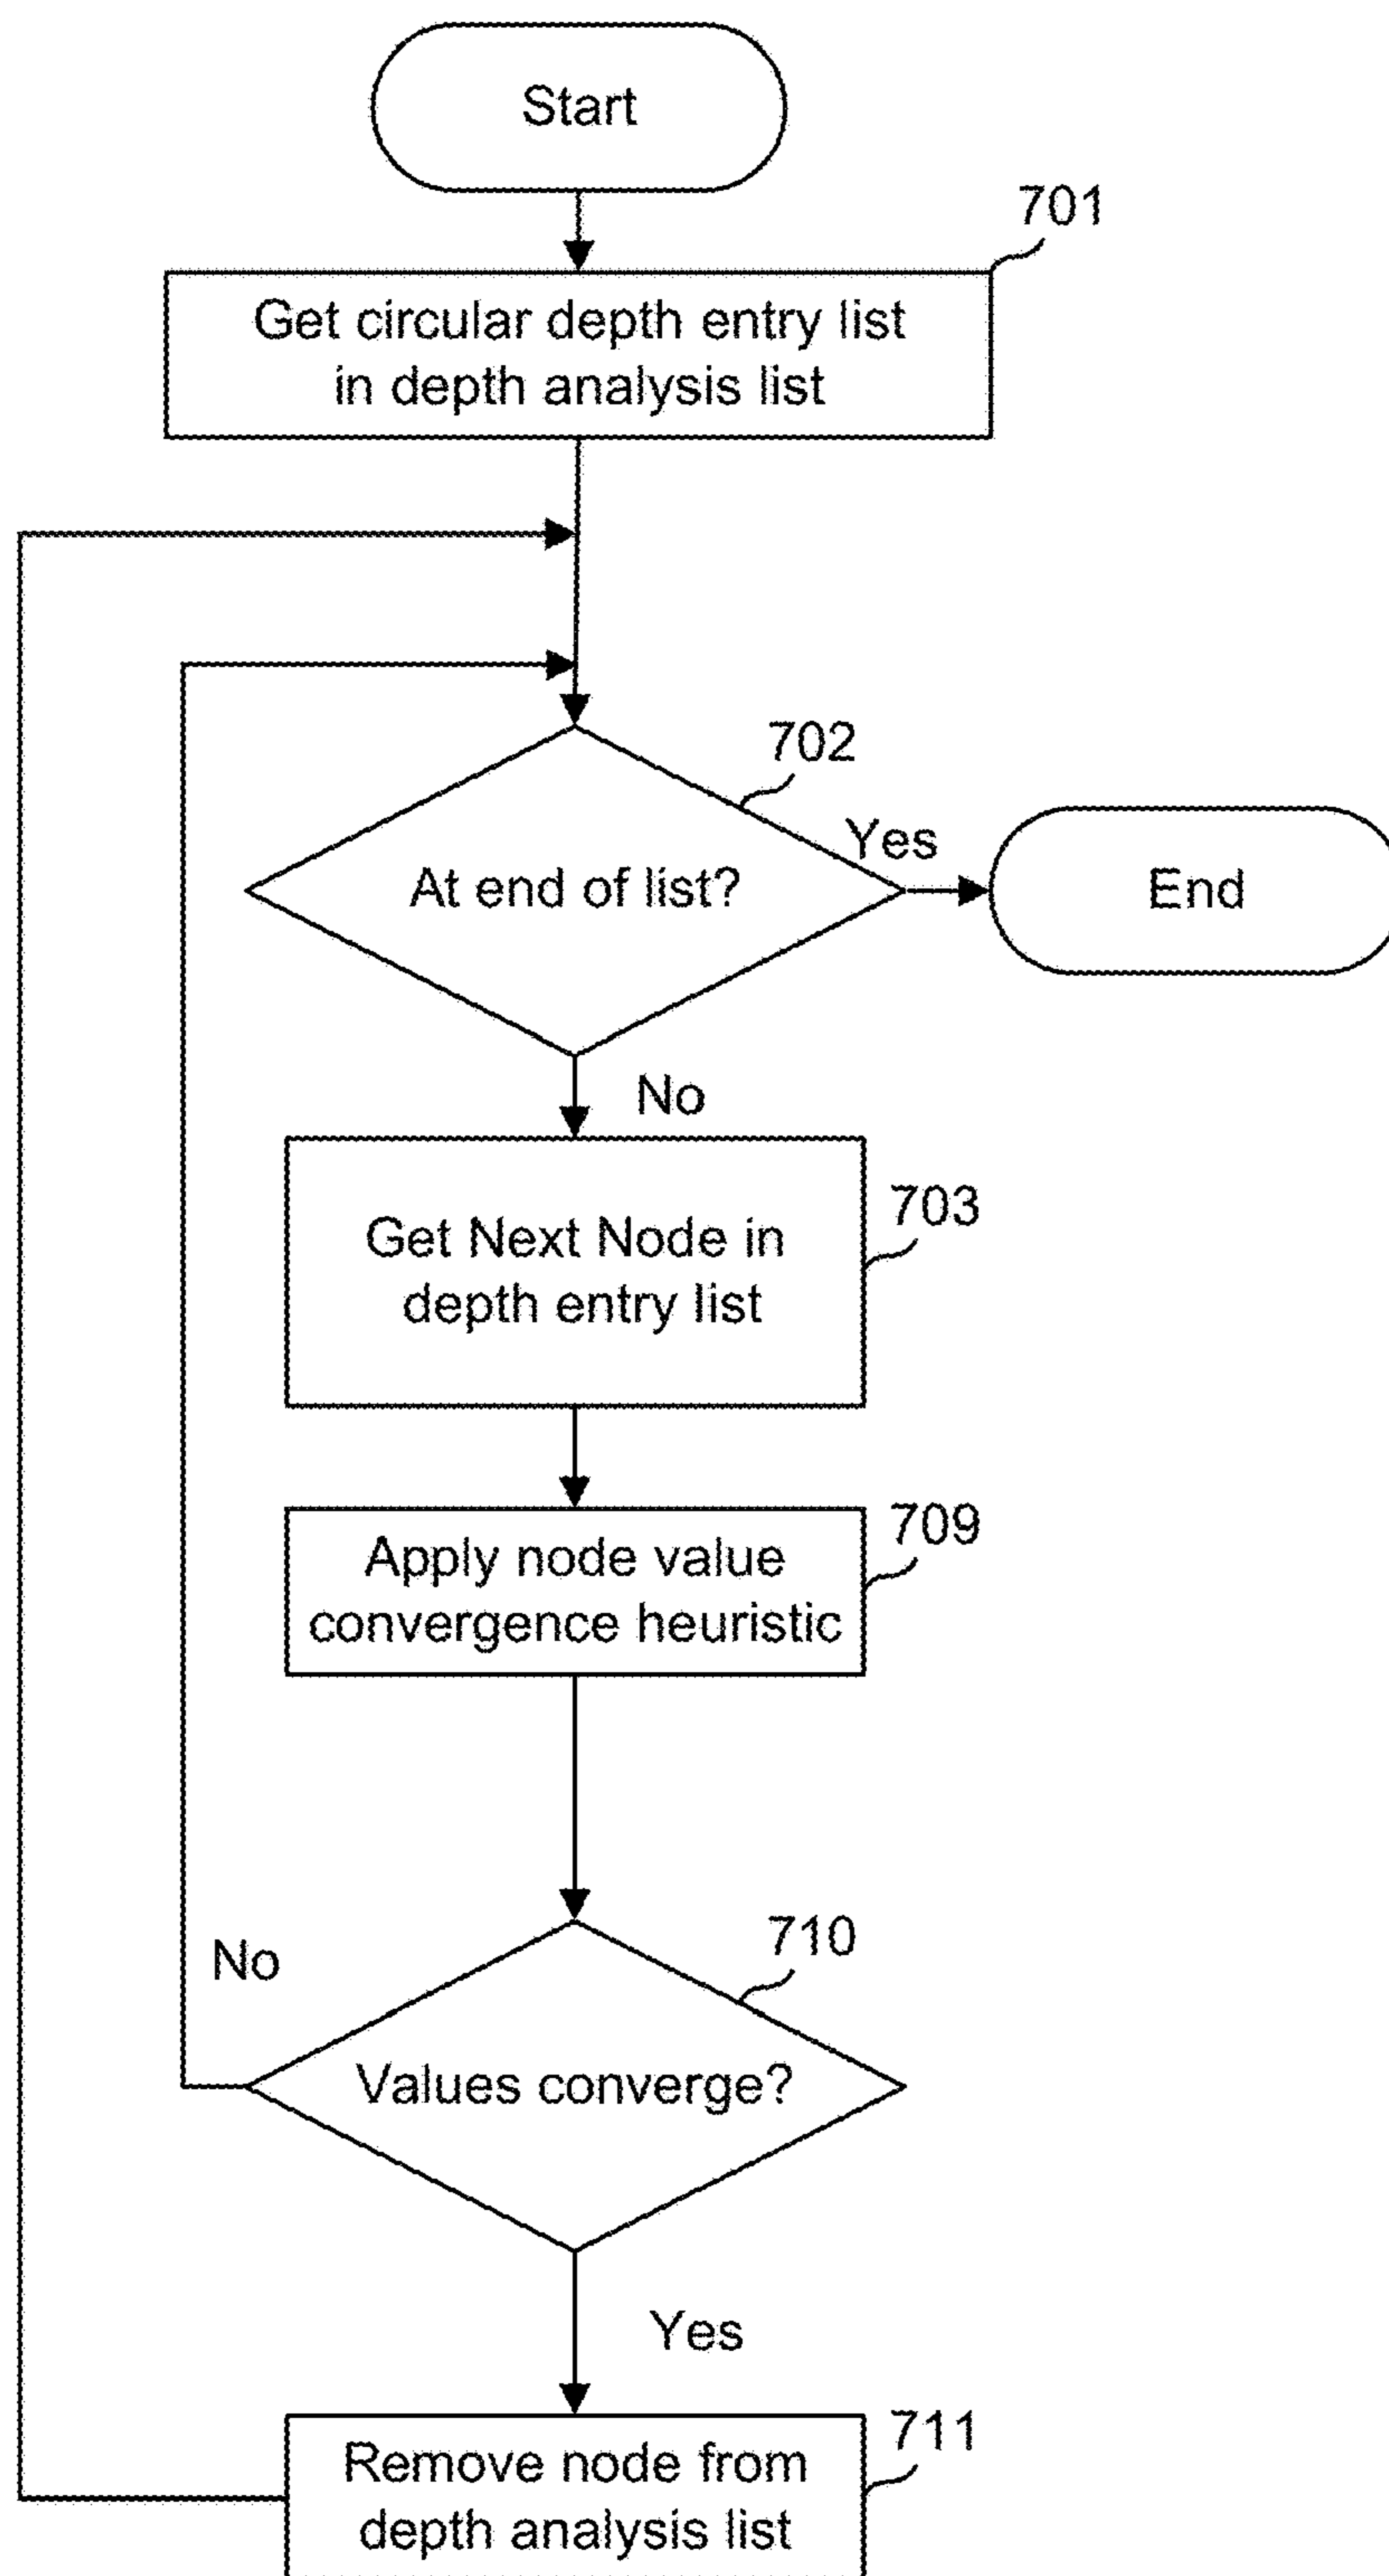 Start
701
Get circular depth entry list
in depth analysis list
702
Yes
At end of list?
End
No
703
Get Next Node in
depth entry list
709
Apply node value
convergence heuristic
710
No
Values converge?
Yes
711
Remove node from
depth analysis list